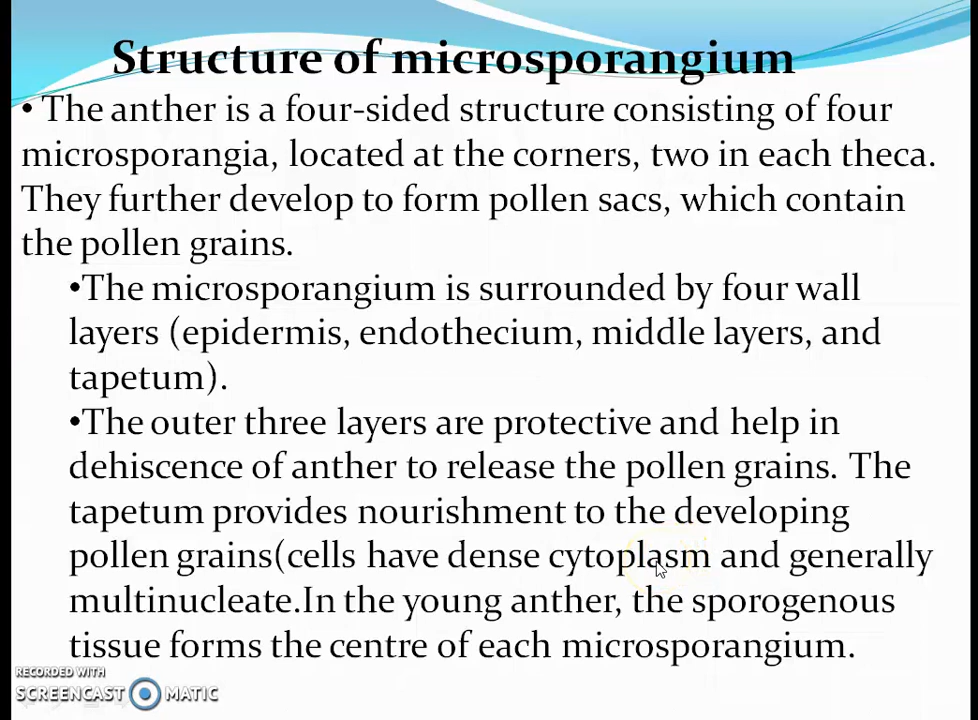 Structure of microsporangium
• The anther is a four-sided structure consisting of four
microsporangia, located at the corners, two in each theca.
They further develop to form pollen sacs, which contain
the pollen grains.
•The microsporangium is surrounded by four wall
layers (epidermis, endothecium, middle layers, and
tapetum).
•The outer three layers are protective and help in
dehiscence of anther to release the pollen grains. The
tapetum provides nourishment to the developing
pollen grains(cells have dense cytoplasm and generally
multinucleate.In the young anther, the sporogenous
tissue forms the centre of each microsporangium.
RECORDED WITH
SCREENCAST MATIC